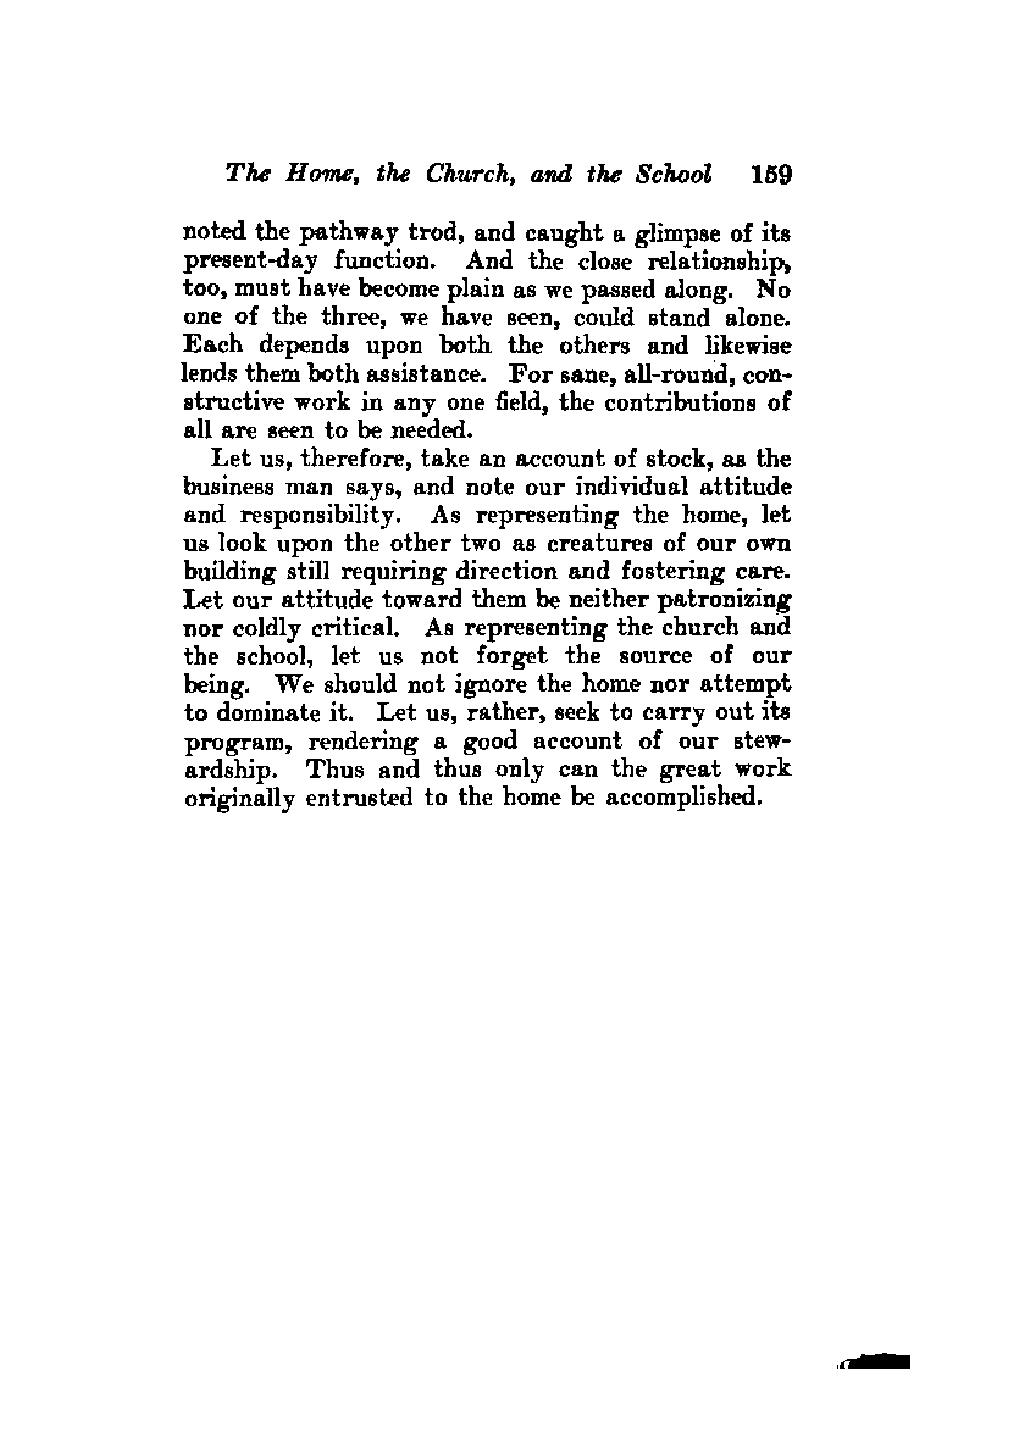 The Home, the Church, and the School 159
noted the pathway trod, and caught a glimpse of its
present-day function. And the close relationship,
too, must have become plain as we passed along. No
one of the three, we have seen, could stand alone.
Each depends upon both the others and likewise
lends them both assistance. For sane, all-round, con-
structive work in any one field, the contributions of
all are seen to be needed.
Let us, therefore, take an account of stock, as the
business man says, and note our individual attitude
and responsibility. As representing the home, let
us look upon the other two as creatures of our own
building still requiring direction and fostering care.
Let our attitude toward them be neither patronizing
nor coldly critical. As representing the church and
the school, let us not forget the source of our
being. We should not ignore the home nor attempt
to dominate it. Let us, rather, seek to carry out its
program, rendering a good account of our stew-
ardship. Thus and thus only can the great work
originally entrusted to the home be accomplished.